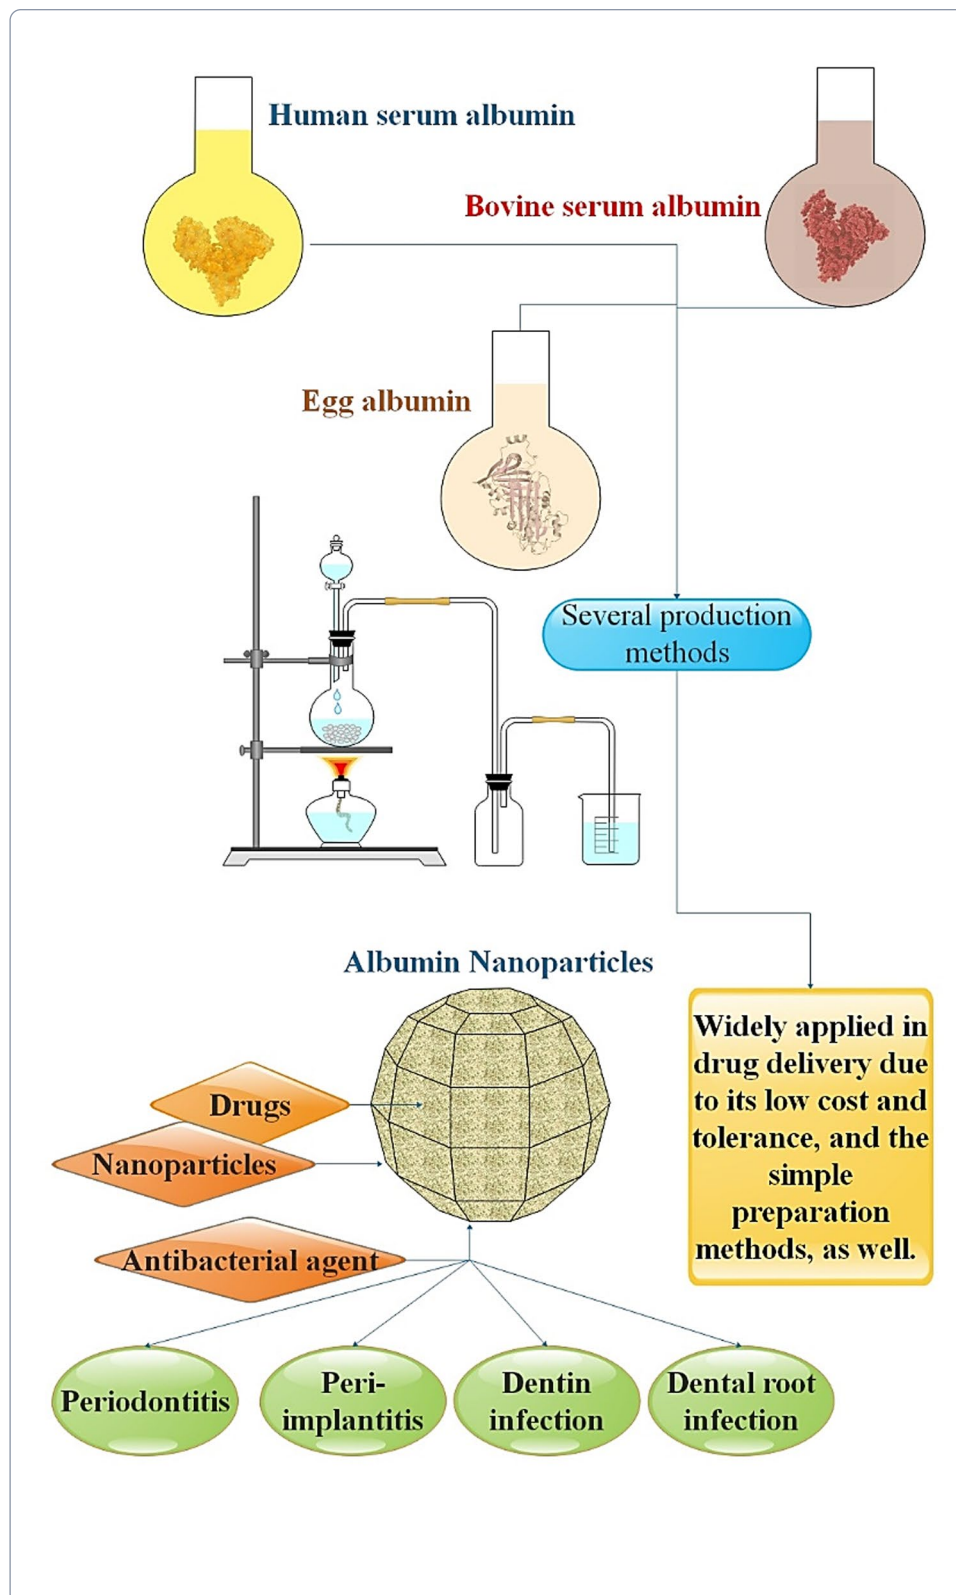 Human serum albumin
Bovine serum albumin
Egg albumin
Several production
methods
Albumin Nanoparticles
Widely applied in
drug delivery due
to its low cost and
tolerance, and the
simple
preparation
methods, as well.
Drugs
Nanoparticles
Antibacterial agent
Periodontitis
Peri-
implantitis
Dentin
infection
Dental root
infection